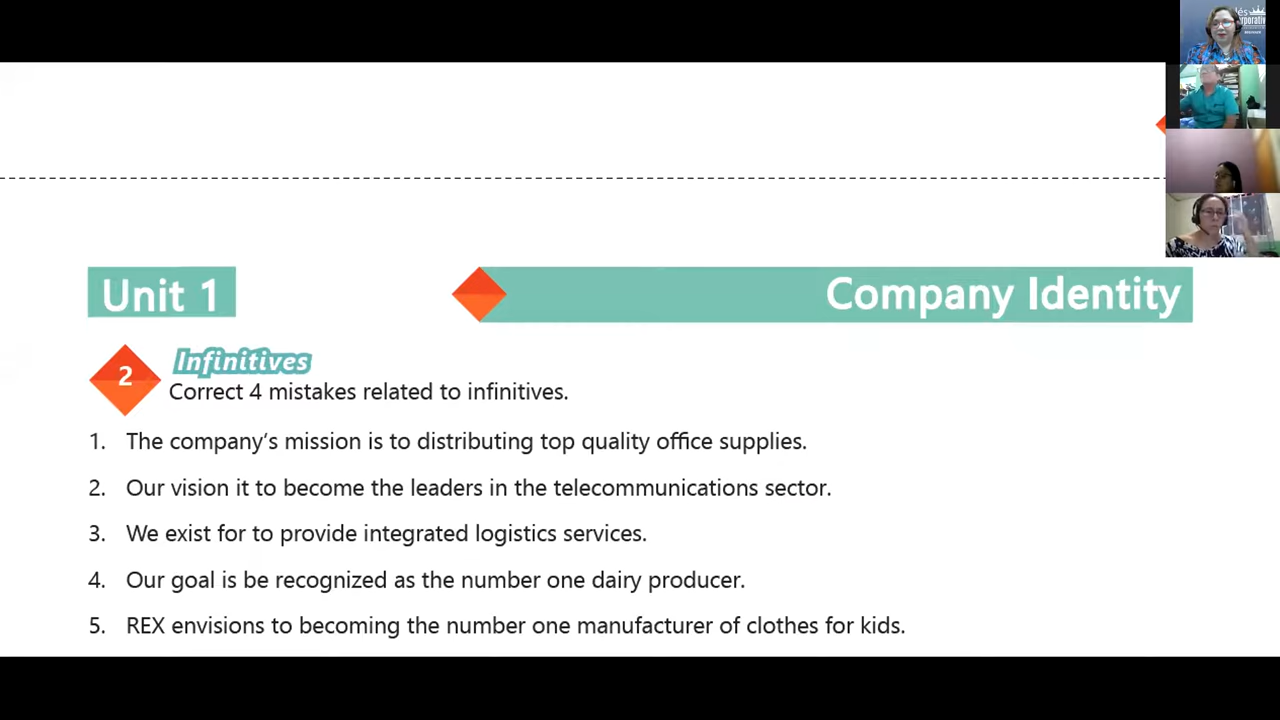 Unit 1
Company Identity
2
Infinitives
Correct 4 mistakes related to infinitives.
1. The company's mission is to distributing top quality office supplies.
2. Our vision it to become the leaders in the telecommunications sector.
3. We exist for to provide integrated logistics services.
4. Our goal is be recognized as the number one dairy producer.
5. REX envisions to becoming the number one manufacturer of clothes for kids.